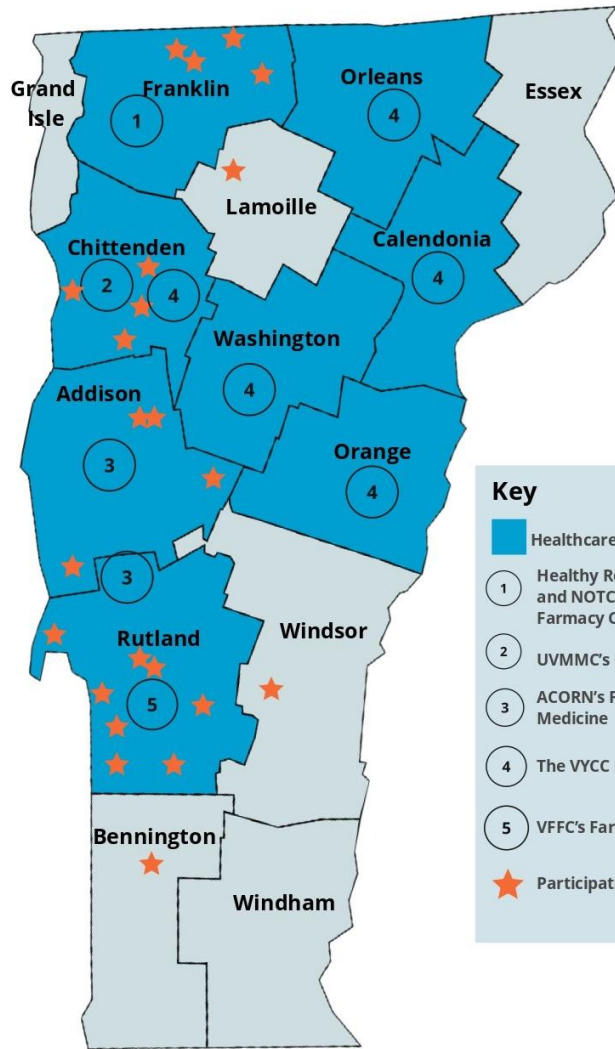 Grand
Isle
Franklin
1
Orleans
4
Essex
Lamoille
Chittenden
2
4
Calendonia
4
Washington
4
Addison
3
Orange
4
3
Rutland
5
Windsor
Bennington
Windham
Key
Healthcare
1
Healthy R
and NOTC
Farmacy
2
UVMMC's
3
ACORN's
Medicine
4
The VYCC
5
VFFC's Far
Participat